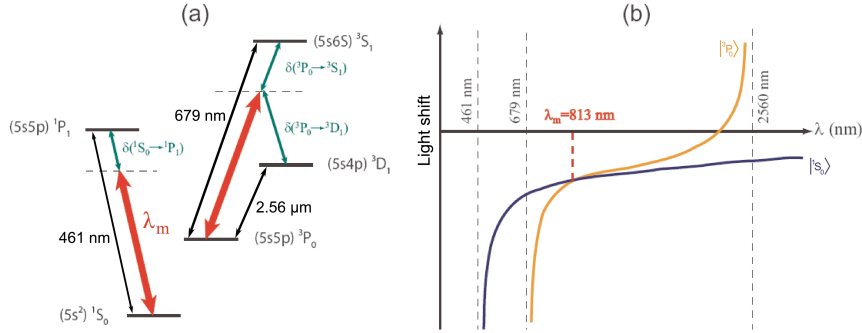 (a)
(5s6S) ³S₁
δ(³P₀→³S₁)
679 nm
(5s5p) ¹P₁
δ(¹S₀→¹P₁)
δ(³P₀→³D₁)
(5s4p) ³D₁
λₘ
2.56 µm
461 nm
(5s5p) ³P₀
(5s²) ¹S₀
(b)
Light shift
461 nm
679 nm
λₘ=813 nm
|³P₀⟩
2560 nm
λ (nm)
|¹S₀⟩